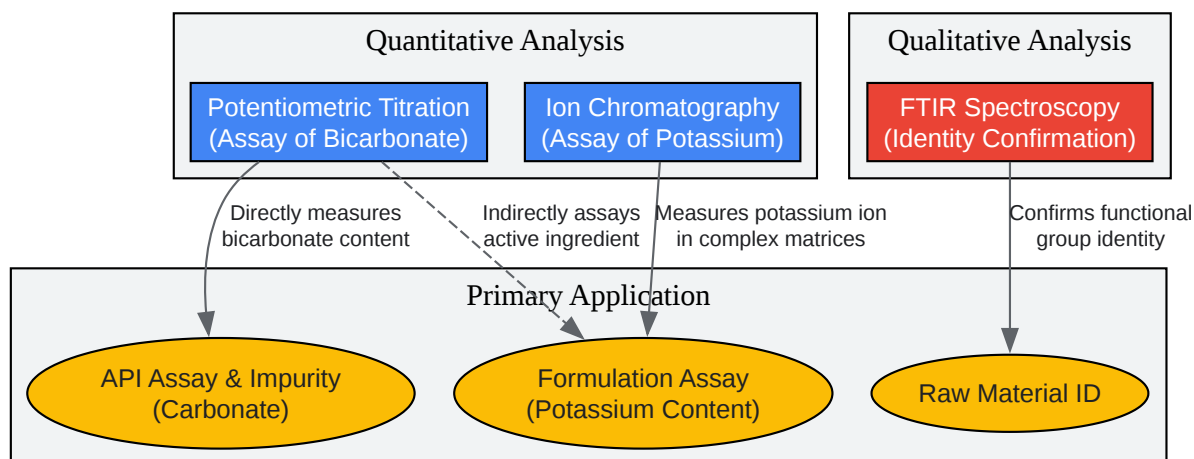 Quantitative Analysis
Qualitative Analysis
Potentiometric Titration
(Assay of Bicarbonate)
Ion Chromatography
(Assay of Potassium)
FTIR Spectroscopy
(Identity Confirmation)
Directly measures
bicarbonate content
Indirectly assays
active ingredient
Measures potassium ion
in complex matrices
Confirms functional
group identity
Primary Application
API Assay & Impurity
(Carbonate)
Formulation Assay
(Potassium Content)
Raw Material ID